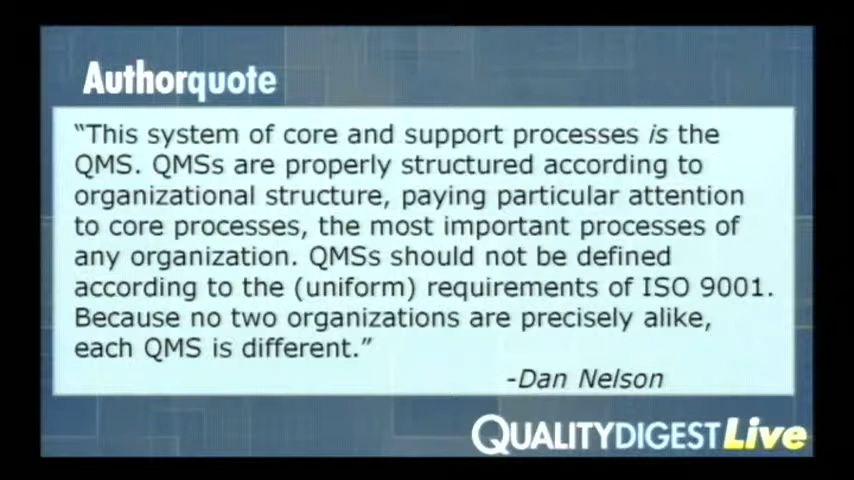 Authorquote
“This system of core and support processes is the
QMS. QMSs are properly structured according to
organizational structure, paying particular attention
to core processes, the most important processes of
any organization. QMSs should not be defined
according to the (uniform) requirements of ISO 9001.
Because no two organizations are precisely alike,
each QMS is different.”
-Dan Nelson
QUALITYDIGEST Live